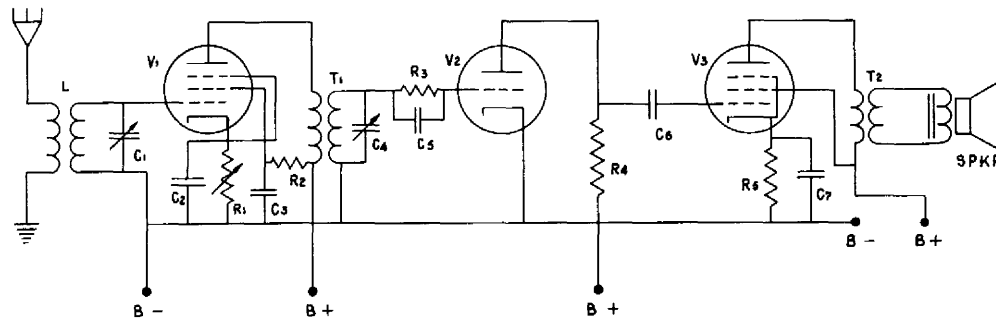 L
C1
V1
C2
R1
C3
R2
T1
C4
R3
C5
V2
R4
C6
V3
R5
C7
T2
SPKR
B -
B +
B +
B -
B +